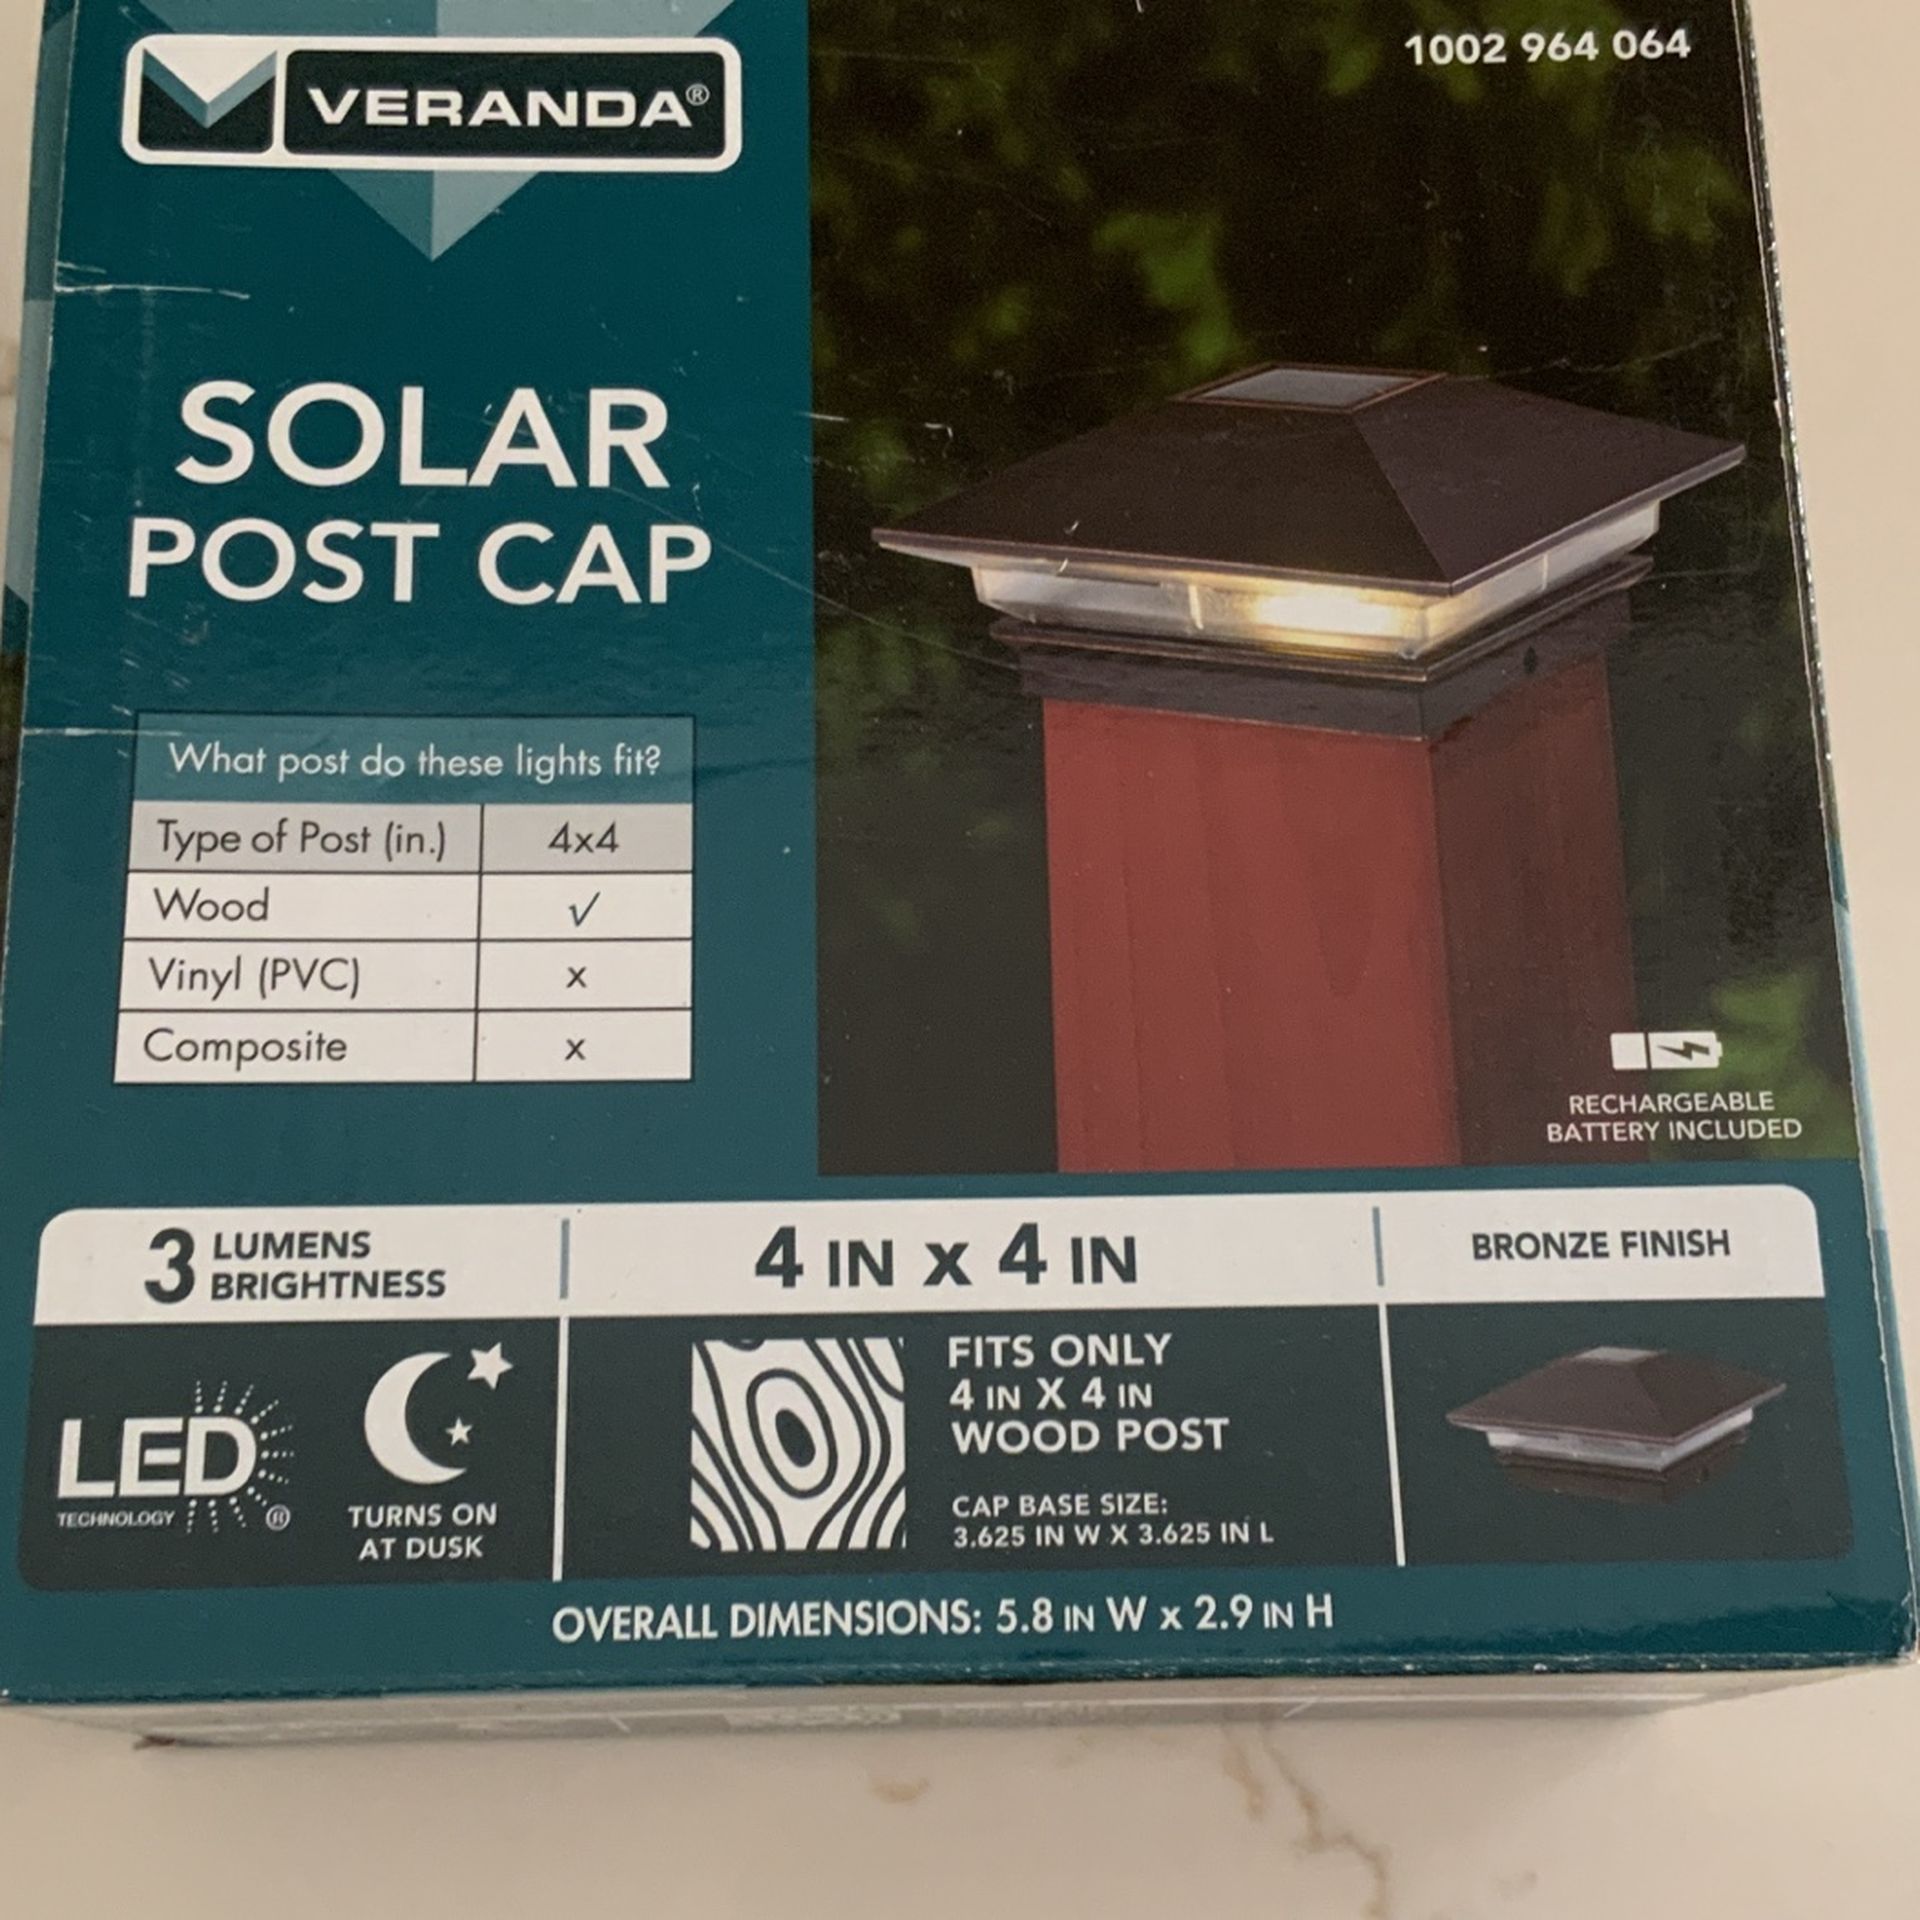 VERANDA®
1002 964 064
SOLAR
POST CAP
What post do these lights fit?
Type of Post (in.) 4x4
Wood √
Vinyl (PVC) x
Composite x
RECHARGEABLE
BATTERY INCLUDED
3 LUMENS
BRIGHTNESS
4 IN x 4 IN
BRONZE FINISH
LED
TECHNOLOGY ®
TURNS ON
AT DUSK
FITS ONLY
4 IN X 4 IN
WOOD POST
CAP BASE SIZE:
3.625 IN W X 3.625 IN L
OVERALL DIMENSIONS: 5.8 IN W x 2.9 IN H